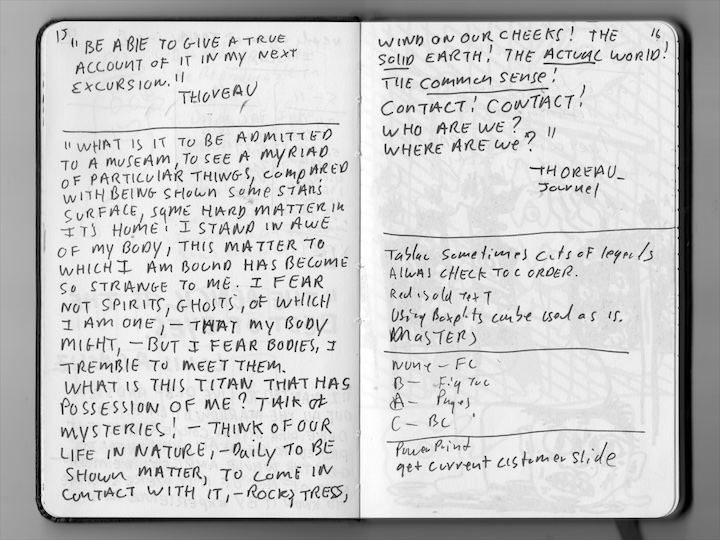 15
"BE ABLE TO GIVE A TRUE
ACCOUNT OF IT IN MY NEXT
EXCURSION."
THOVEAU
"WHAT IS IT TO BE ADMITTED
TO A MUSEAM, TO SEE A MYRIAD
OF PARTICULAR THINGS, COMPARED
WITH BEING SHOWN SOME STARS
SURFACE, SOME HARD MATTER IN
ITS HOME! I STAND IN AWE
OF MY BODY, THIS MATTER TO
WHICH I AM BOUND HAS BECOME
SO STRANGE TO ME. I FEAR
NOT SPIRITS, GHOSTS, OF WHICH
I AM ONE, - THAT MY BODY
MIGHT, - BUT I FEAR BODIES, I
TREMBLE TO MEET THEM.
WHAT IS THIS TITAN THAT HAS
POSSESSION OF ME? TALK OF
MYSTERIES! - THINK OF OUR
LIFE IN NATURE, - DAILY TO BE
SHOWN MATTER, TO COME IN
CONTACT WITH IT, - ROCKS, TRESS,
16
WIND ON OUR CHEEKS! THE
SOLID EARTH! THE ACTUAL WORLD!
THE COMMON SENSE!
CONTACT! CONTACT!
WHO ARE WE?
WHERE ARE WE?"
THOREAU_
Journel
Sometimes cuts of legends
ALWAS CHECK TOC ORDER.
Red is old TEXT
Using Boxplots can be used as is.
MASTERS
None - FC
B - Fig TOC
A - Pages
C - BC
PowerPoint
get current customer slide